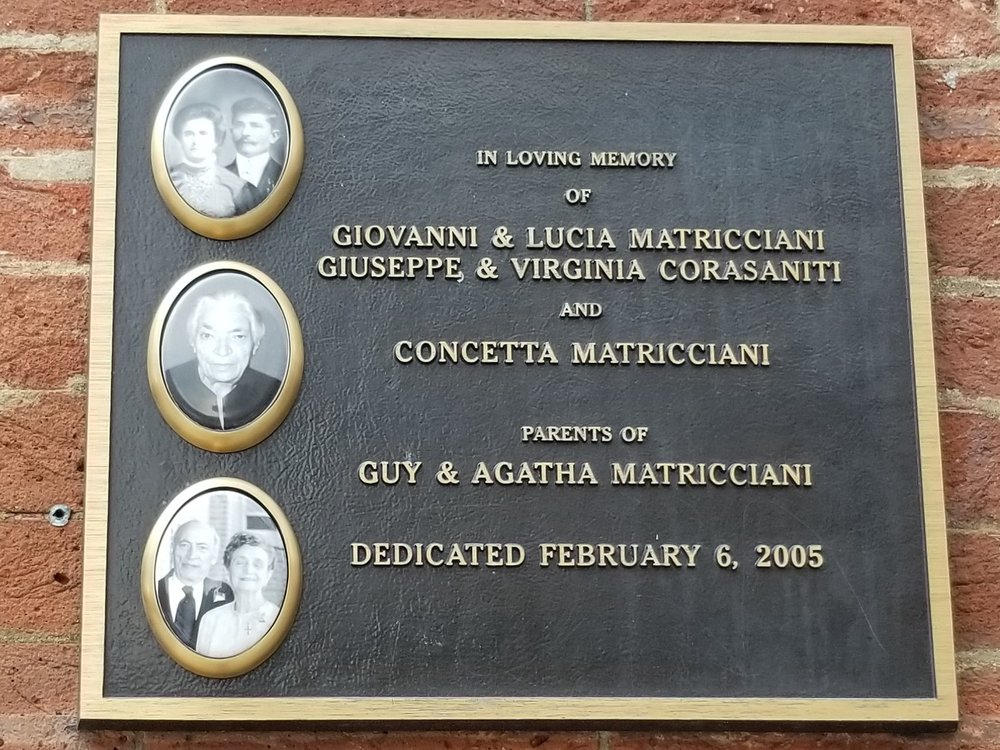 IN LOVING MEMORY
OF
GIOVANNI & LUCIA MATRICCIANI
GIUSEPPE & VIRGINIA CORASANITI
AND
CONCETTA MATRICCIANI
PARENTS OF
GUY & AGATHA MATRICCIANI
DEDICATED FEBRUARY 6, 2005